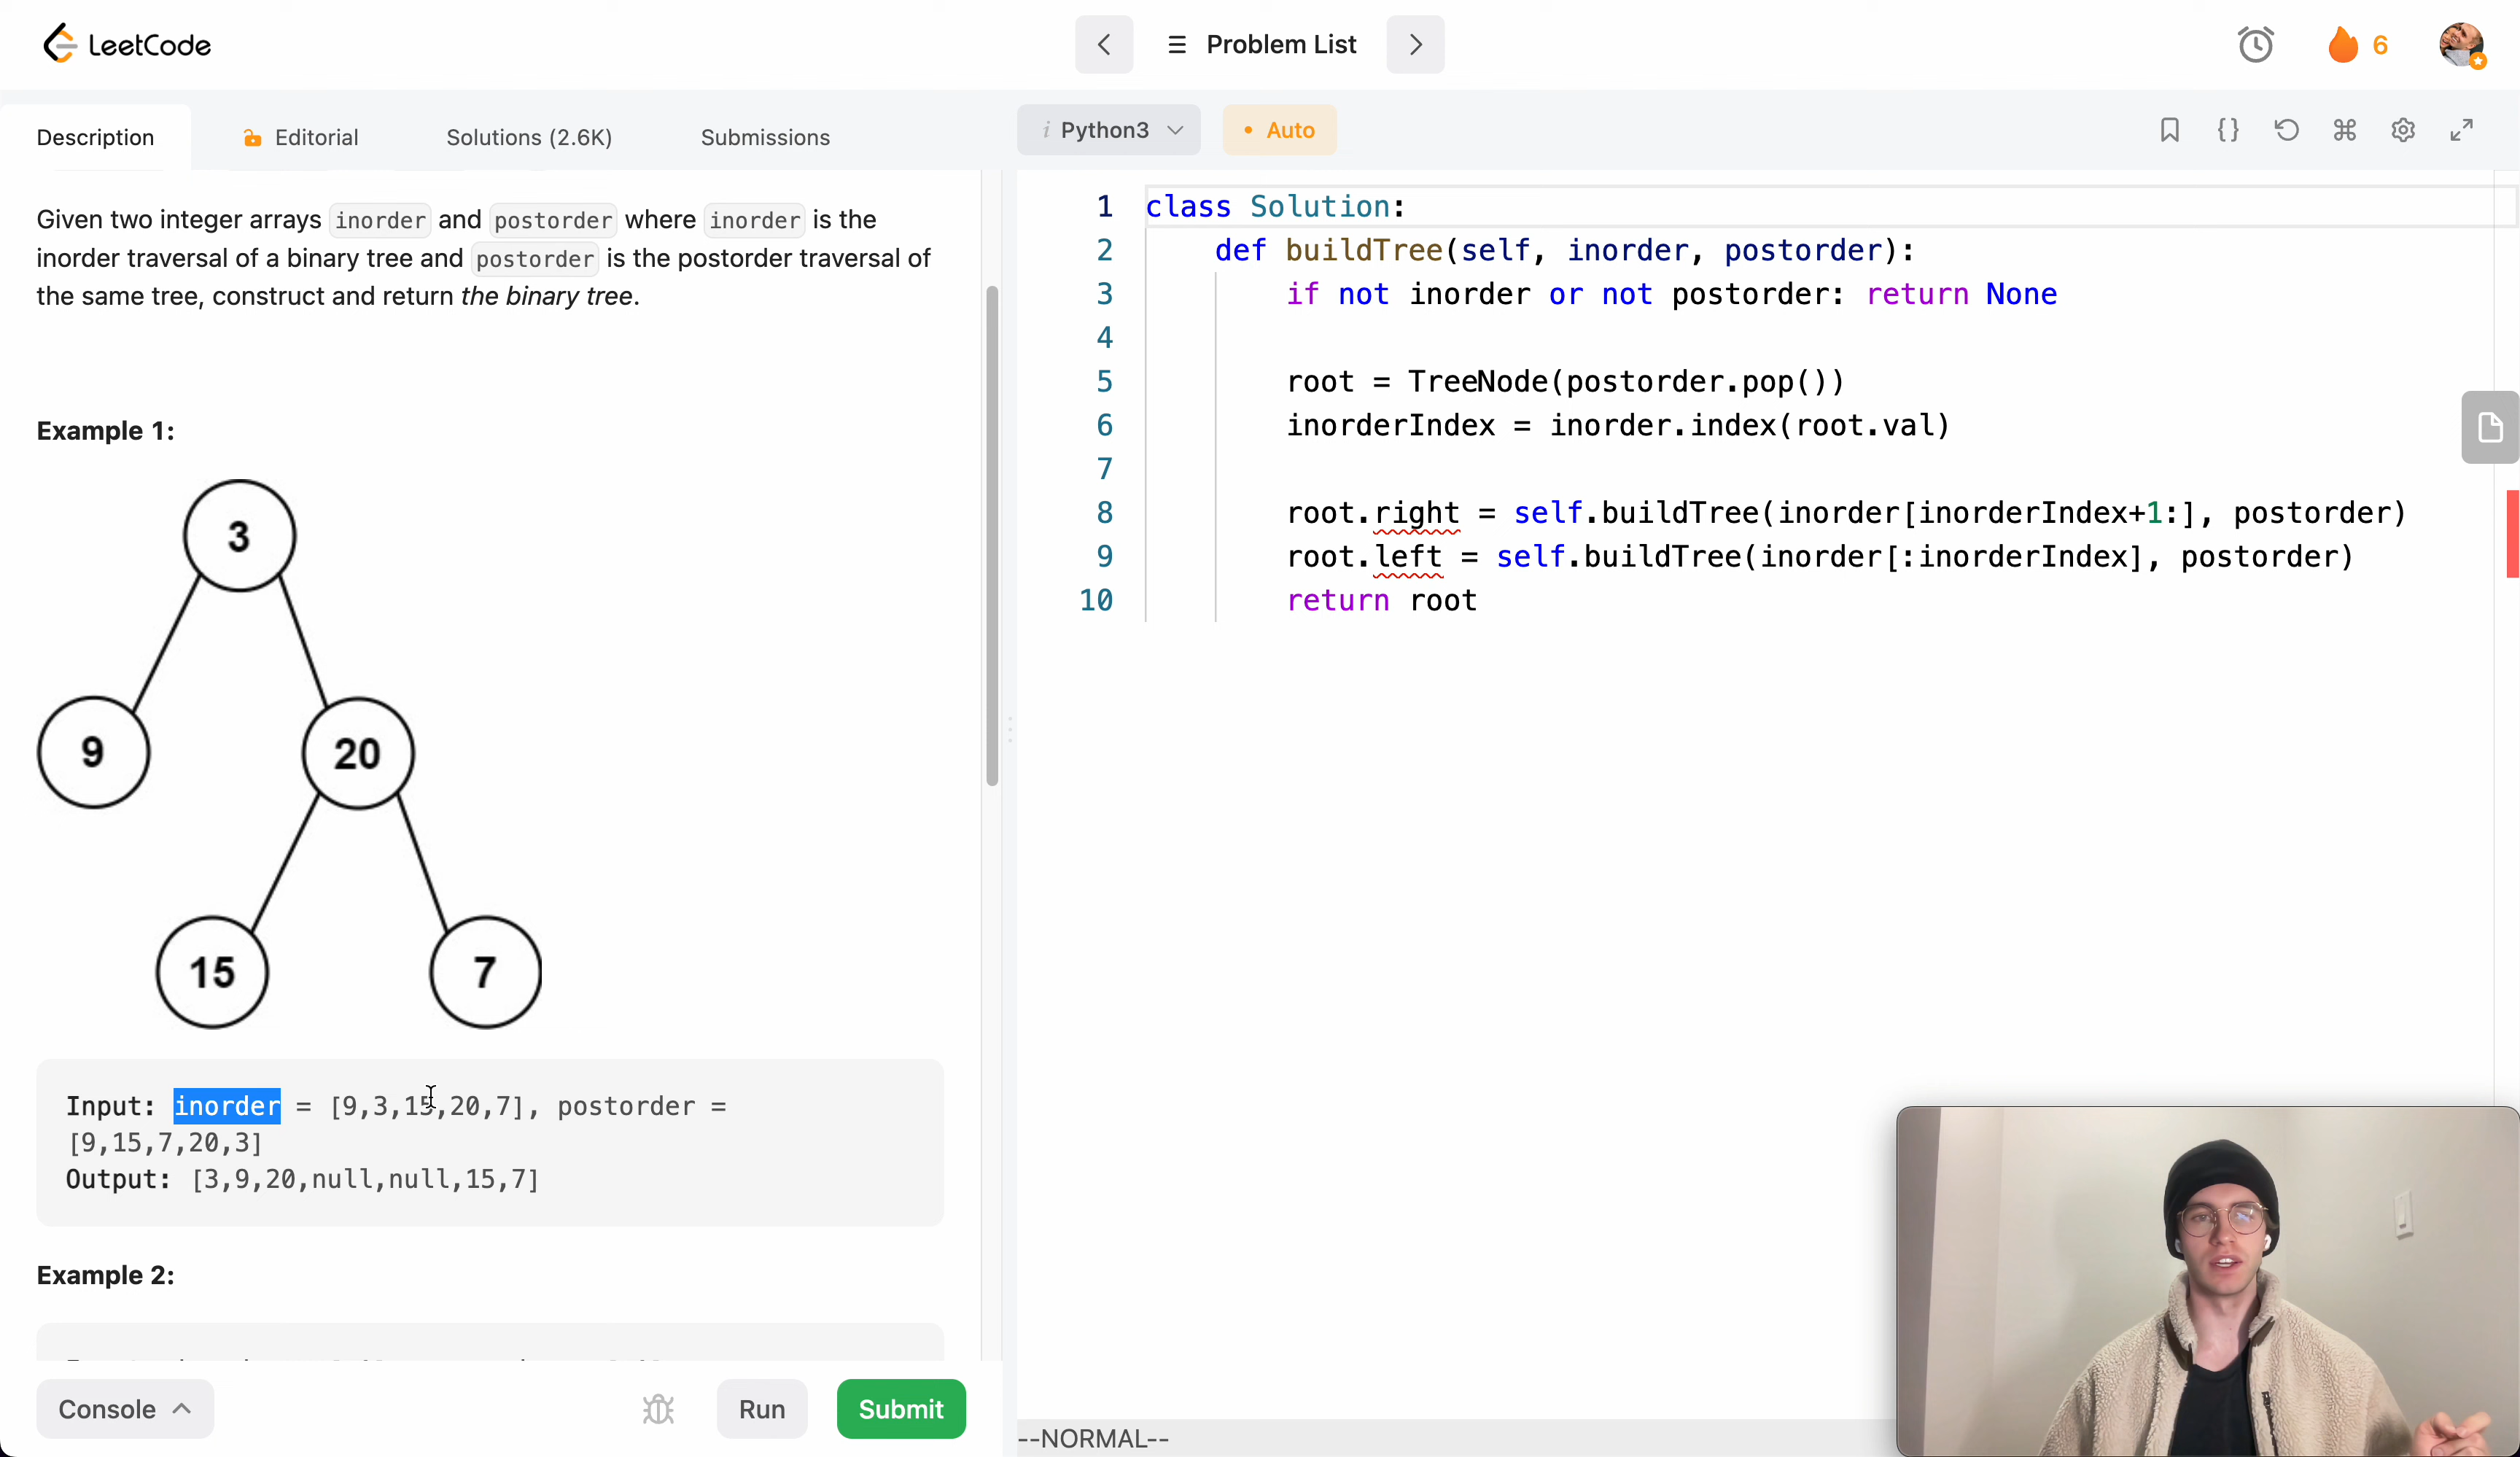 LeetCode
Problem List
6
Description
Editorial
Solutions (2.6K)
Submissions
i Python3
• Auto
Given two integer arrays inorder and postorder where inorder is the
inorder traversal of a binary tree and postorder is the postorder traversal of
the same tree, construct and return the binary tree.
Example 1:
3
9
20
15
7
Input: inorder = [9,3,15,20,7], postorder =
[9,15,7,20,3]
Output: [3,9,20,null,null,15,7]
Example 2:
Console
Run
Submit
1 class Solution:
2 def buildTree(self, inorder, postorder):
3 if not inorder or not postorder: return None
4
5 root = TreeNode(postorder.pop())
6 inorderIndex = inorder.index(root.val)
7
8 root.right = self.buildTree(inorder[inorderIndex+1:], postorder)
9 root.left = self.buildTree(inorder[:inorderIndex], postorder)
10 return root
--NORMAL--